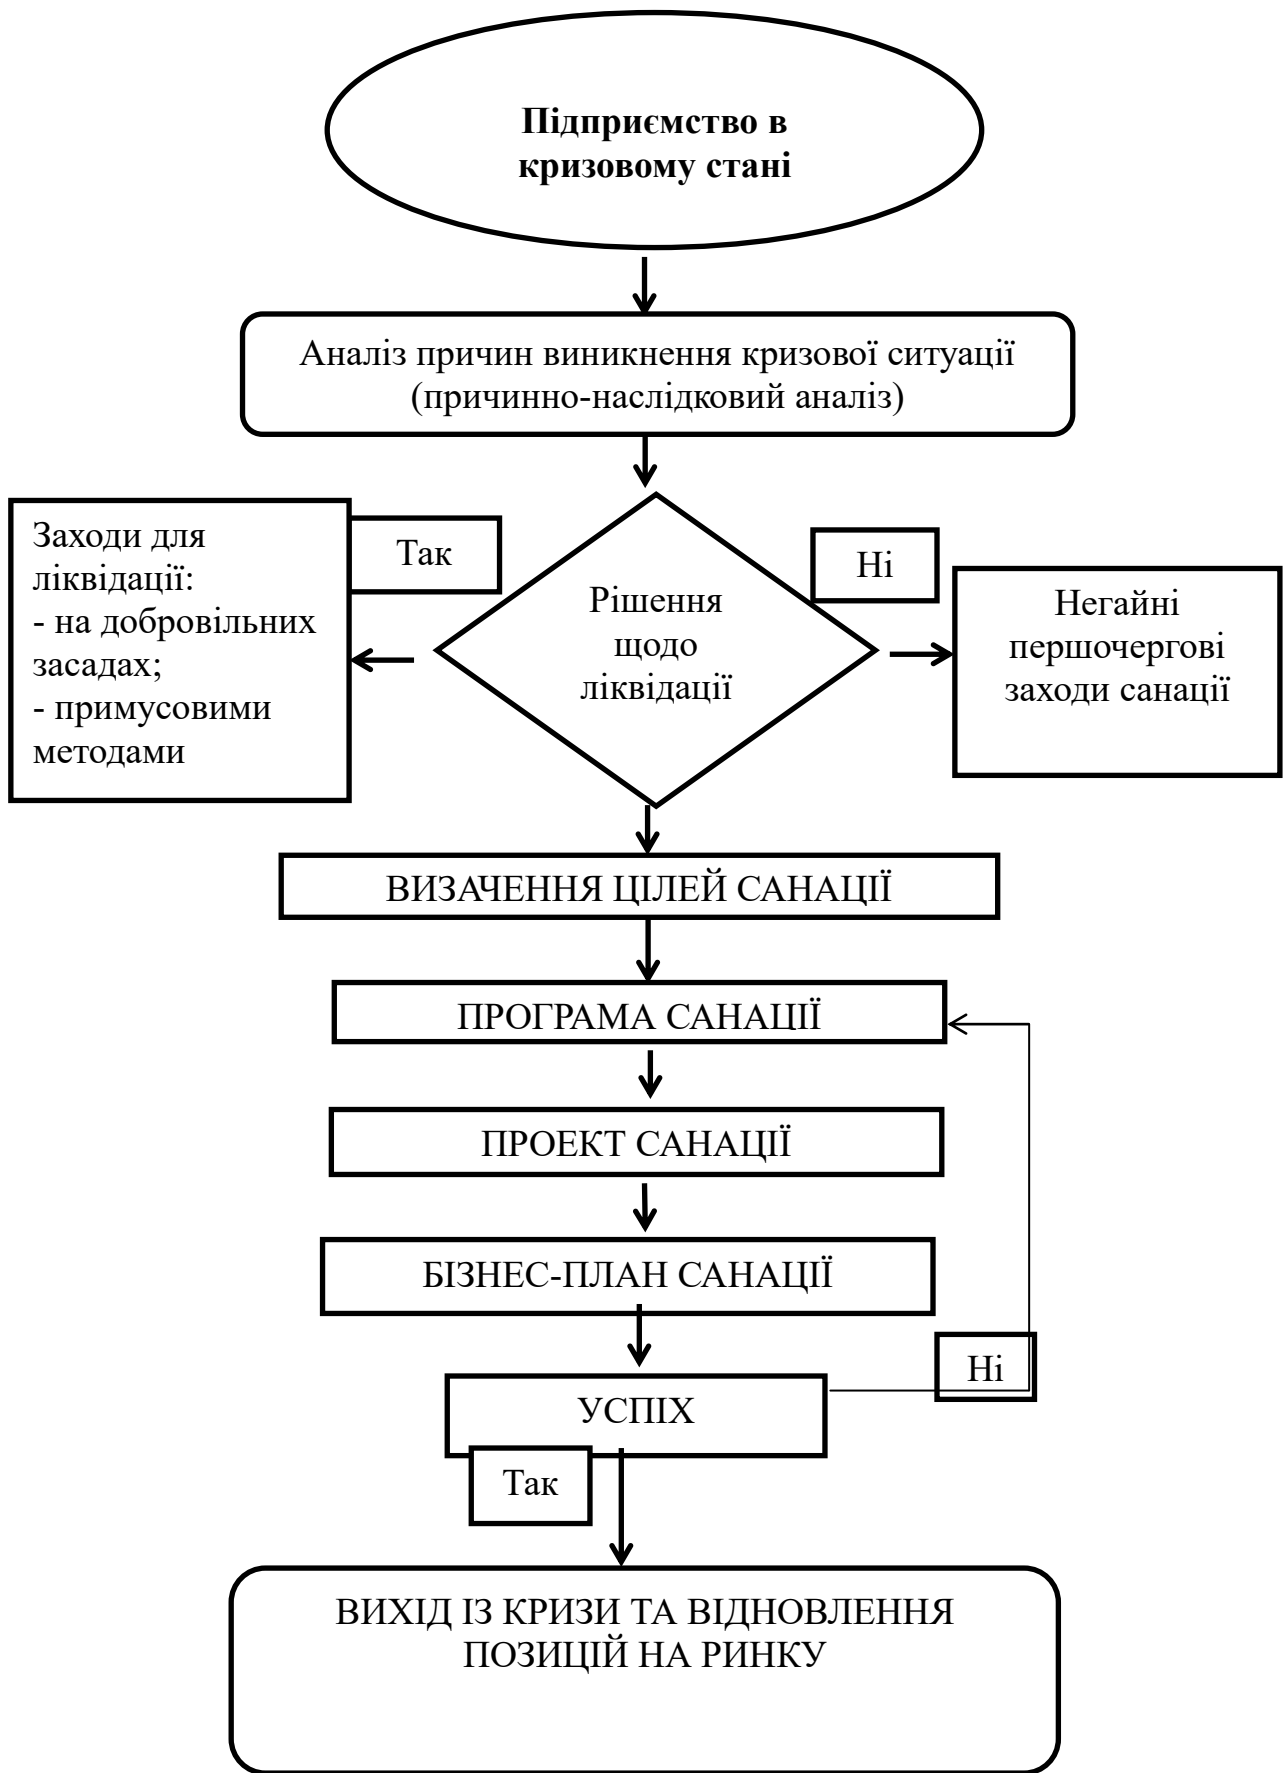 Підприємство в
кризовому стані
Аналіз причин виникнення кризової ситуації
(причинно-наслідковий аналіз)
Заходи для
ліквідації:
- на добровільних
засадах;
- примусовими
методами
Так
Рішення
щодо
ліквідації
Ні
Негайні
першочергові
заходи санації
ВИЗАЧЕННЯ ЦІЛЕЙ САНАЦІЇ
ПРОГРАМА САНАЦІЇ
ПРОЕКТ САНАЦІЇ
БІЗНЕС-ПЛАН САНАЦІЇ
Ні
УСПІХ
Так
ВИХІД ІЗ КРИЗИ ТА ВІДНОВЛЕННЯ
ПОЗИЦІЙ НА РИНКУ